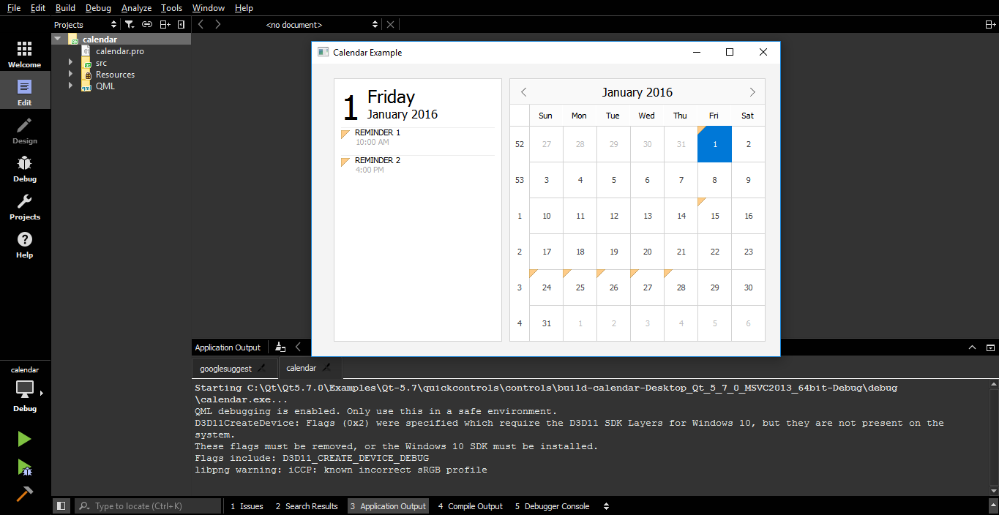 File Edit Build Debug Analyze Tools Window Help
Projects <no document>
Welcome
Edit
Design
Debug
Projects
Help
calendar
Debug
calendar
calendar.pro
src
Resources
QML
Calendar Example
1 Friday
January 2016
REMINDER 1
10:00 AM
REMINDER 2
4:00 PM
January 2016
Sun Mon Tue Wed Thu Fri Sat
52 27 28 29 30 31 1 2
53 3 4 5 6 7 8 9
1 10 11 12 13 14 15 16
2 17 18 19 20 21 22 23
3 24 25 26 27 28 29 30
4 31 1 2 3 4 5 6
Application Output
googlesuggest calendar
Starting C:\Qt\Qt5.7.0\Examples\Qt-5.7\quickcontrols\controls\build-calendar-Desktop_Qt_5_7_0_MSVC2013_64bit-Debug\debug
\calendar.exe...
QML debugging is enabled. Only use this in a safe environment.
D3D11CreateDevice: Flags (0x2) were specified which require the D3D11 SDK Layers for Windows 10, but they are not present on the
system.
These flags must be removed, or the Windows 10 SDK must be installed.
Flags include: D3D11_CREATE_DEVICE_DEBUG
libpng warning: iCCP: known incorrect sRGB profile
Type to locate (Ctrl+K) 1 Issues 2 Search Results 3 Application Output 4 Compile Output 5 Debugger Console